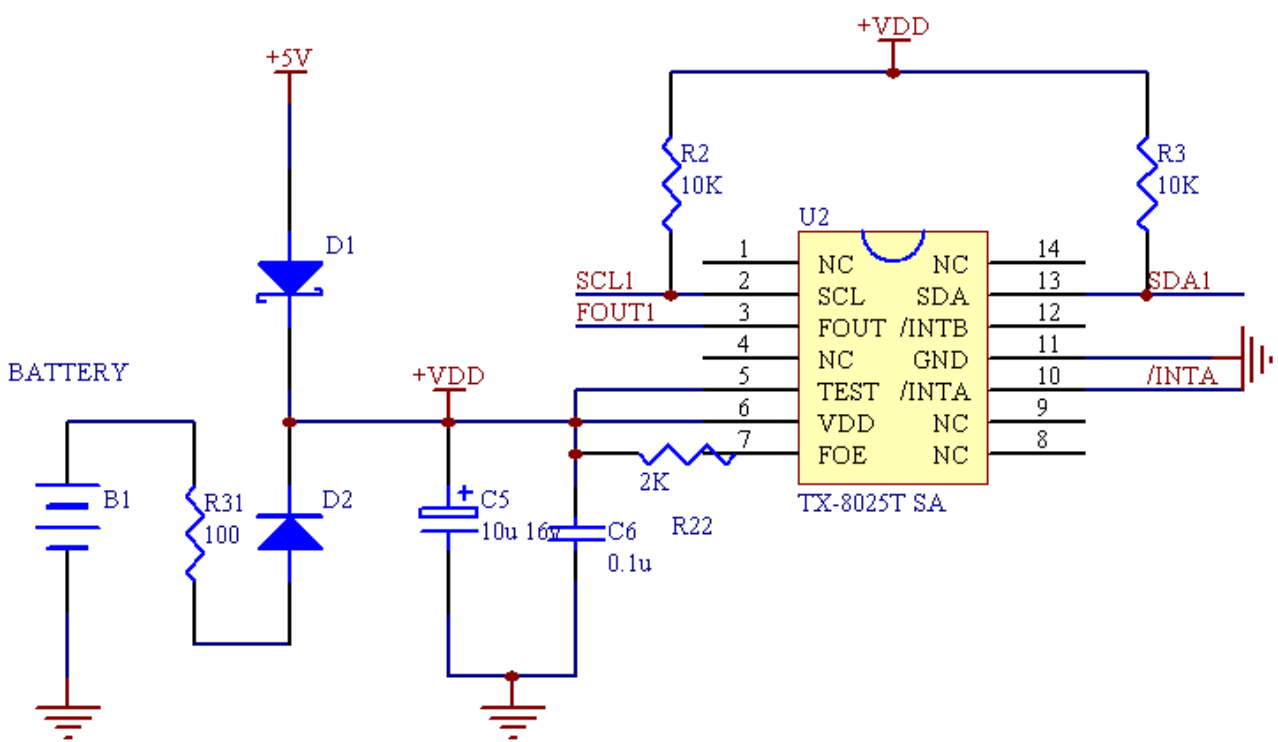 +VDD
+5V
R2
10K
R3
10K
U2
D1
1
NC
NC
14
SCL1
2
SCL
SDA
13
SDA1
FOUT1
3
FOUT
/INTB
12
4
NC
GND
11
BATTERY
+VDD
5
TEST
/INTA
10
/INTA
6
VDD
NC
9
7
FOE
NC
8
2K
R22
TX-8025T SA
B1
R31
100
D2
+
C5
10u 16v
C6
0.1u